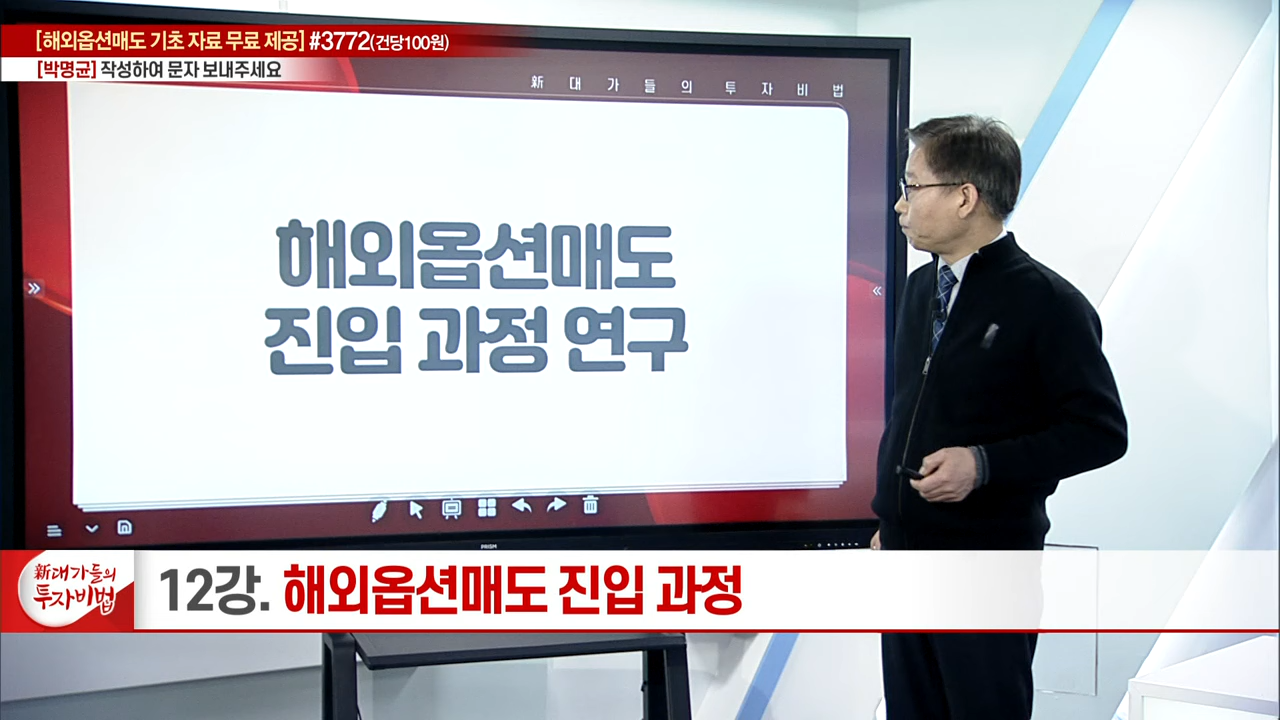 [해외옵션매도 기초 자료 무료 제공] #3772(건당100원)
[박명균] 작성하여 문자 보내주세요
新 대가들의 투자비법
해외옵션매도
진입 과정 연구
PRISM
新대가들의
투자비법
12강. 해외옵션매도 진입 과정